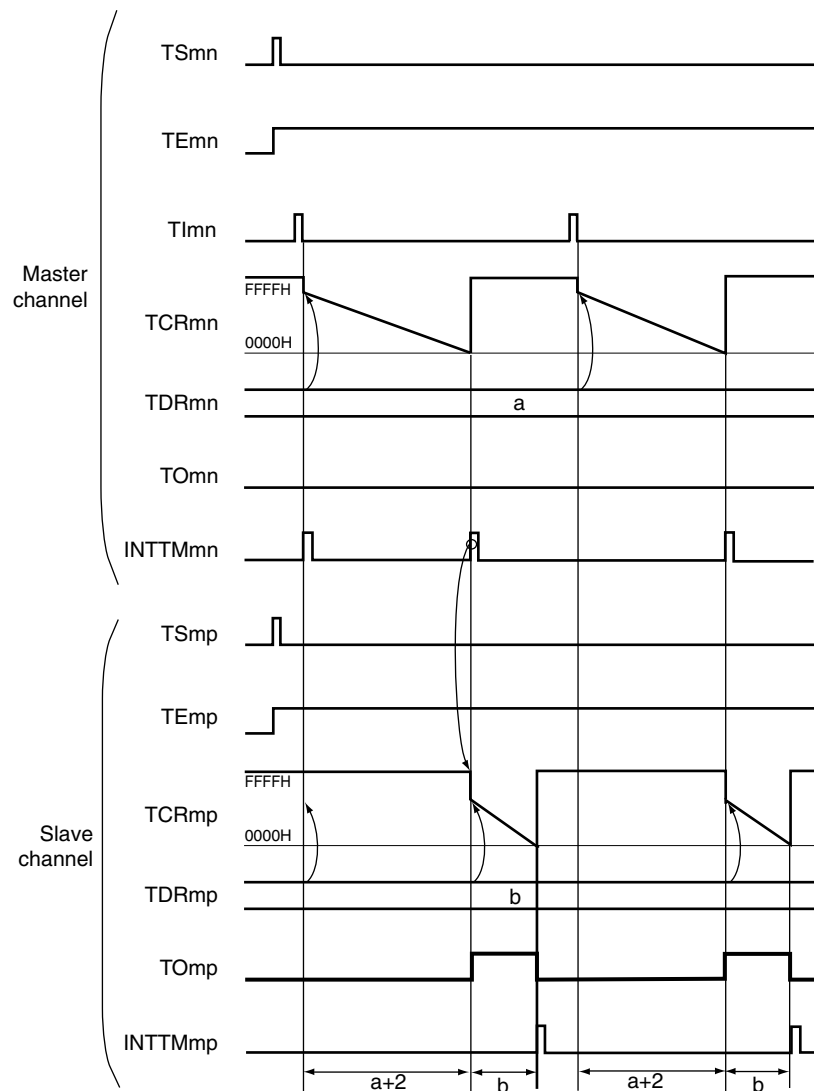 TSmn
TEmn
TImn
Master
channel
FFFFH
TCRmn
0000H
TDRmn
a
TOmn
INTTMmn
TSmp
TEmp
FFFFH
TCRmp
Slave
channel
0000H
TDRmp
b
TOmp
INTTMmp
a+2
b
a+2
b